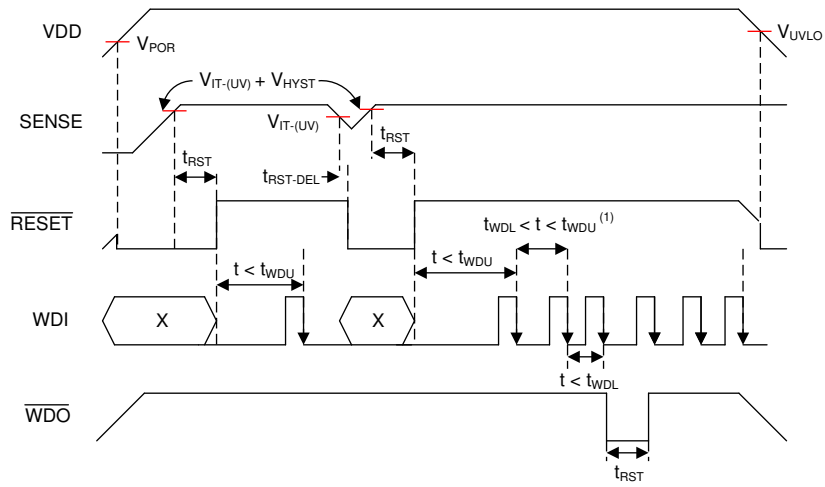 VDD
V_POR
V_UVLO
V_IT-(UV) + V_HYST
SENSE
V_IT-(UV)
t_RST
t_RST
t_RST-DEL
RESET
t_WDL < t < t_WDU (1)
t < t_WDU
t < t_WDU
WDI
X
X
t < t_WDL
WDO
t_RST